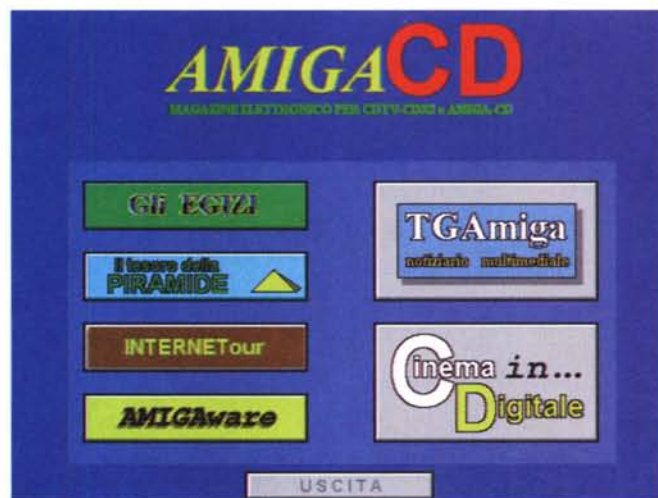 AMIGACD
MAGAZINE ELETTRONICO PER CDTV-CD32 e AMIGA-CD
Gli EGIZI
Il tesoro della
PIRAMIDE
INTERNETour
AMIGAware
TGAmiga
notiziario multimediale
Cinema in...
Digitale
USCITA